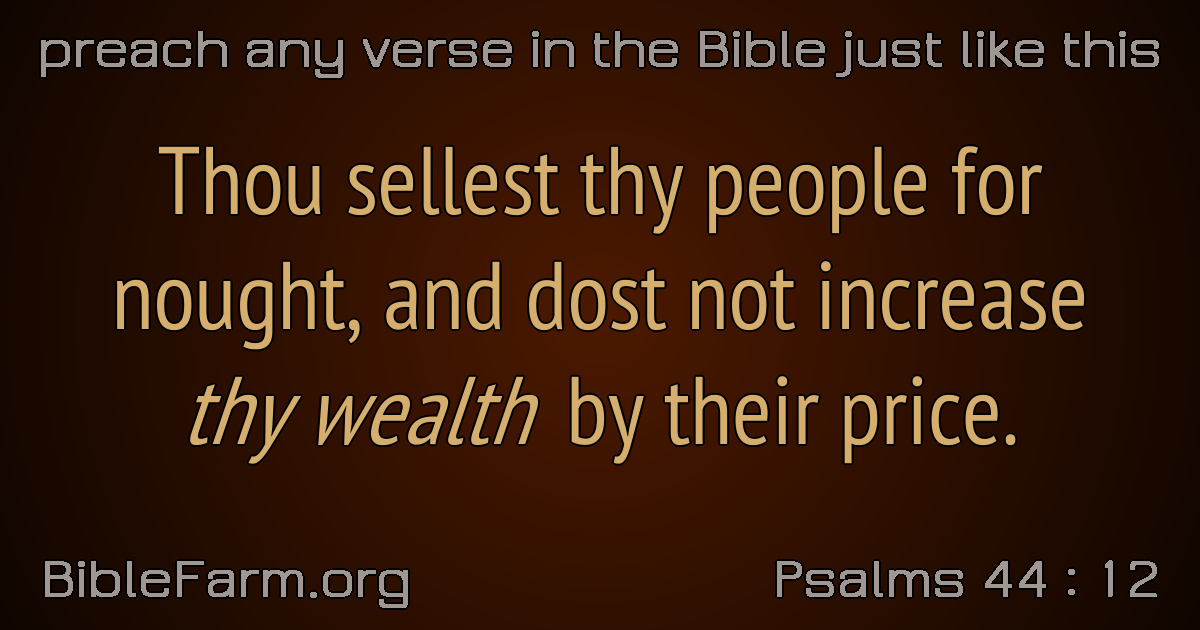 preach any verse in the Bible just like this
Thou sellest thy people for
nought, and dost not increase
thy wealth by their price.
BibleFarm.org
Psalms 44 : 12